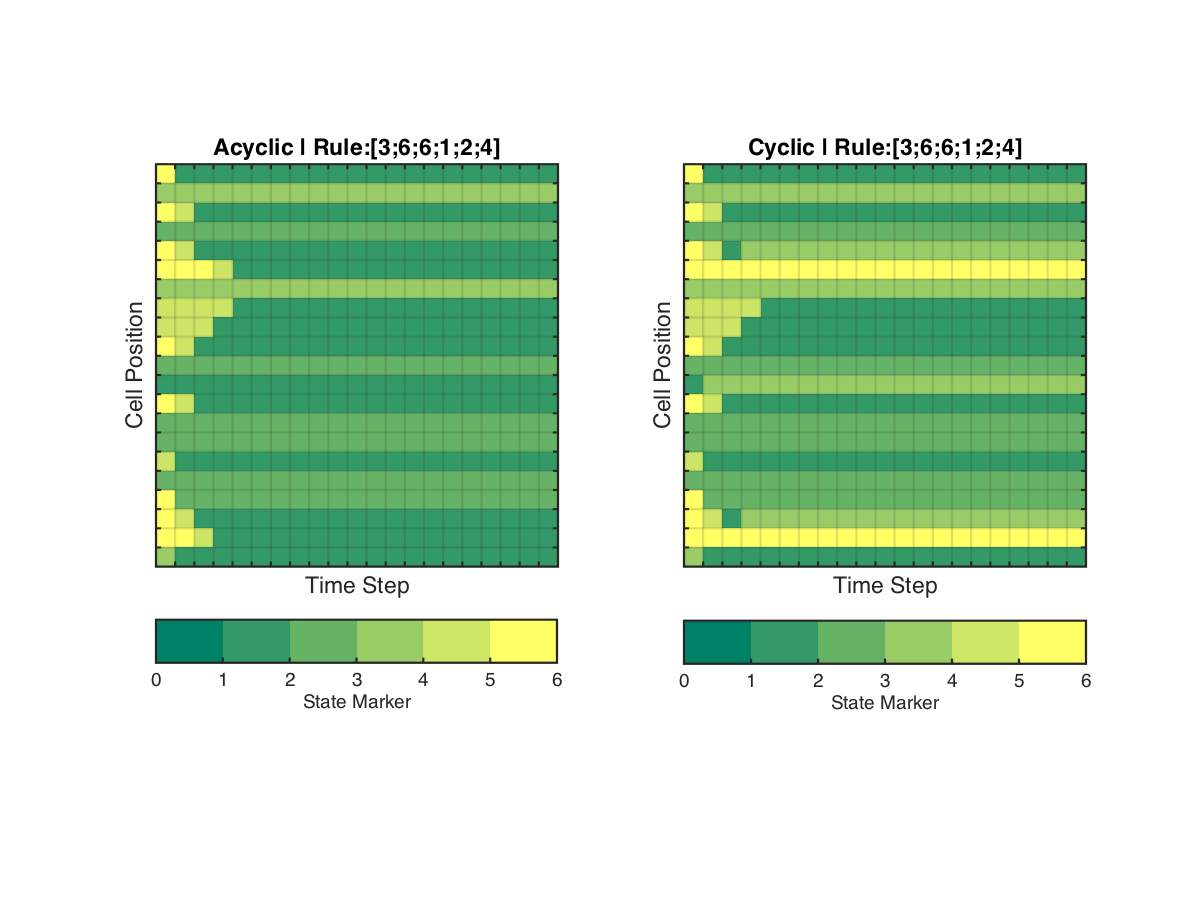 Acyclic | Rule:[3;6;6;1;2;4]
Cell Position
Time Step
0 1 2 3 4 5 6
State Marker
Cyclic | Rule:[3;6;6;1;2;4]
Cell Position
Time Step
0 1 2 3 4 5 6
State Marker